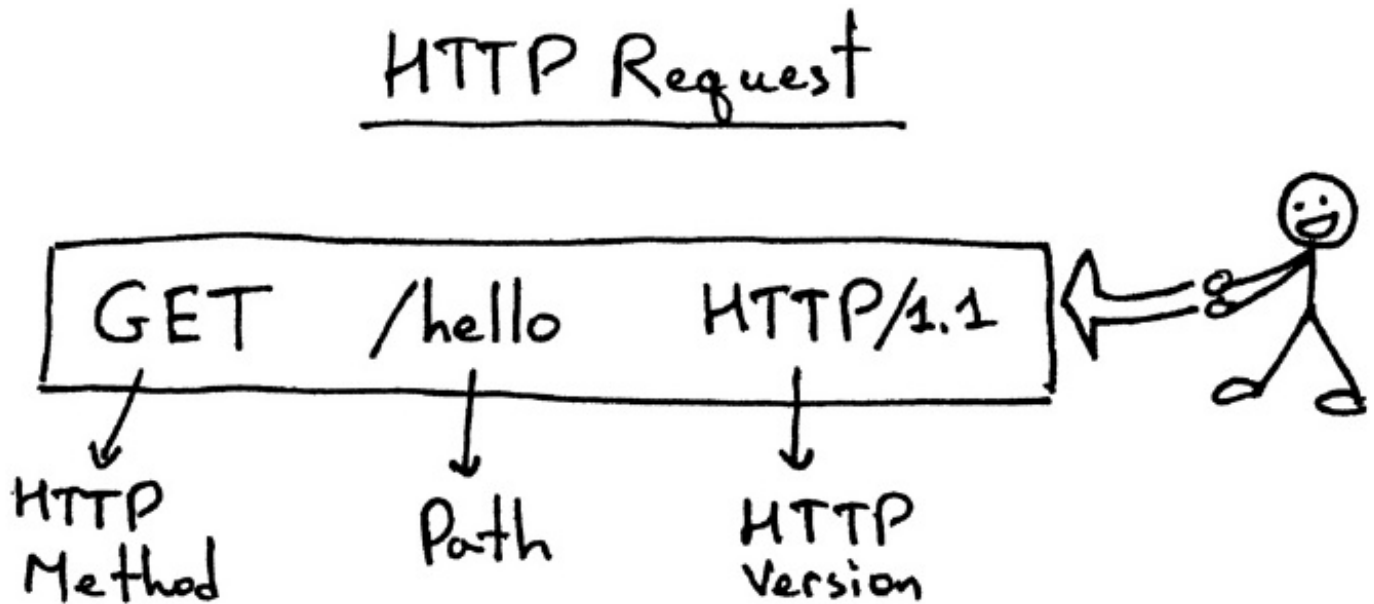 HTTP Request
GET /hello HTTP/1.1
HTTP Method
Path
HTTP Version